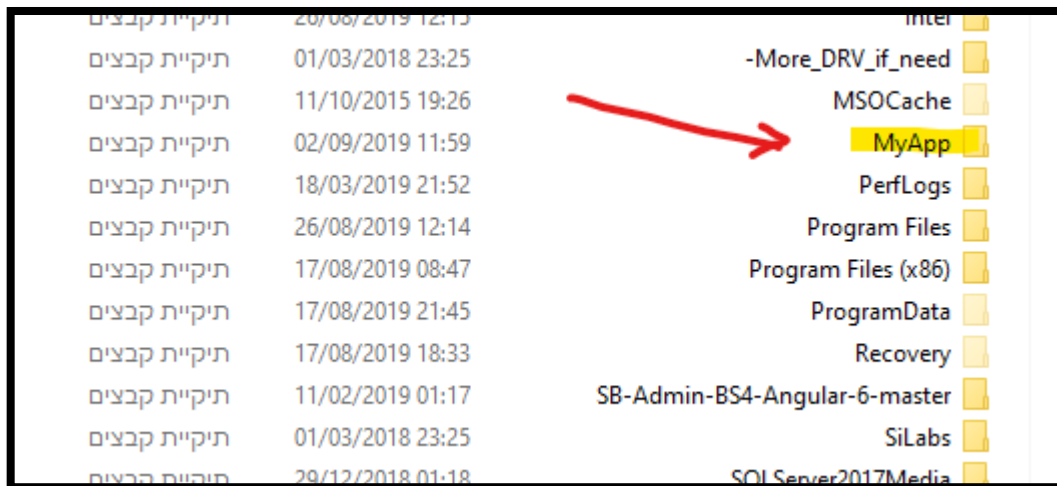 Intel 26/08/2019 12:15 תיקיית קבצים
-More_DRV_if_need 01/03/2018 23:25 תיקיית קבצים
MSOCache 11/10/2015 19:26 תיקיית קבצים
MyApp 02/09/2019 11:59 תיקיית קבצים
PerfLogs 18/03/2019 21:52 תיקיית קבצים
Program Files 26/08/2019 12:14 תיקיית קבצים
Program Files (x86) 17/08/2019 08:47 תיקיית קבצים
ProgramData 17/08/2019 21:45 תיקיית קבצים
Recovery 17/08/2019 18:33 תיקיית קבצים
SB-Admin-BS4-Angular-6-master 11/02/2019 01:17 תיקיית קבצים
SiLabs 01/03/2018 23:25 תיקיית קבצים
SQLServer2017Media 29/12/2018 01:18 תיקיית קבצים